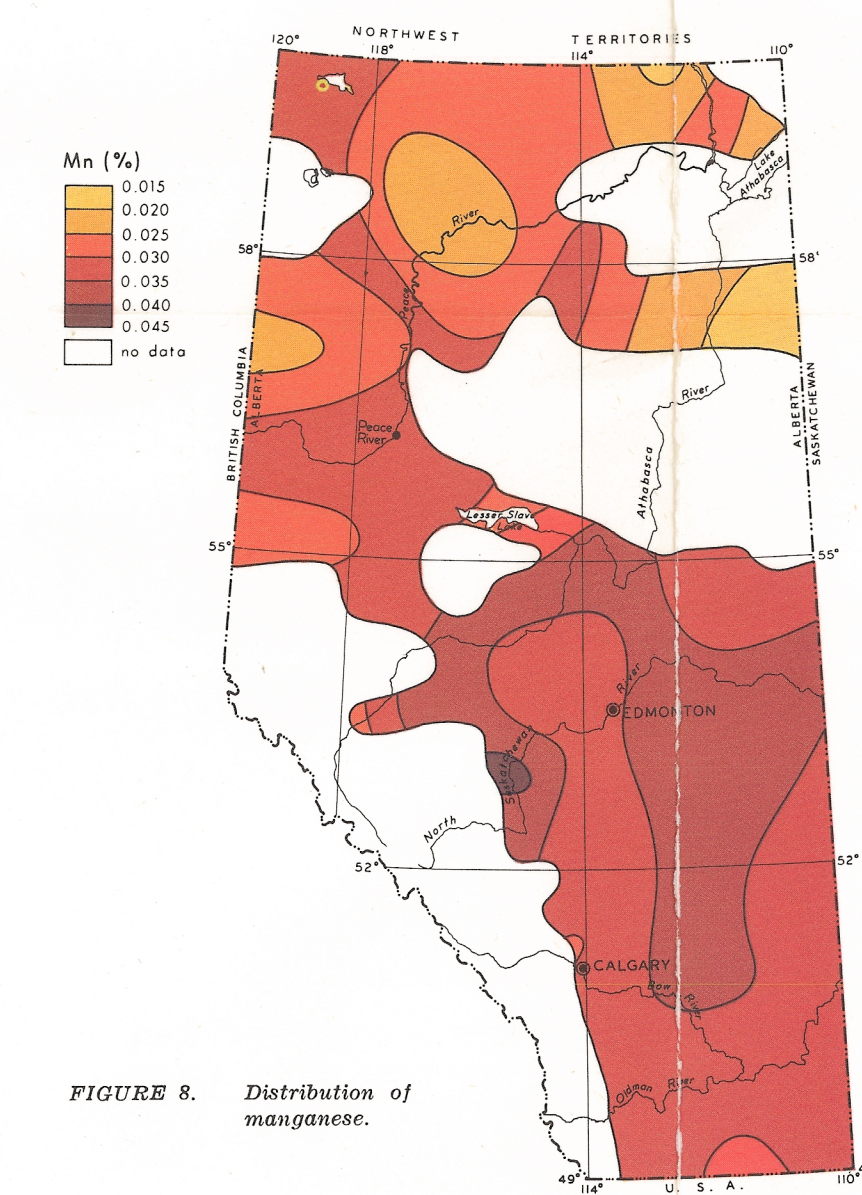 NORTHWEST TERRITORIES
120° 118° 114° 110°
Mn (%)
0.015
0.020
0.025
0.030
0.035
0.040
0.045
no data
Lake
Athabasca
River
58° 58°
Peace
BRITISH COLUMBIA
ALBERTA
ALBERTA
SASKATCHEWAN
River
Peace
River
Athabasca
Lesser Slave
Lake
55° 55°
River
EDMONTON
Saskatchewan
North
52° 52°
CALGARY
Bow River
Oldman River
FIGURE 8. Distribution of
manganese.
49° 114° U. S. A. 110°